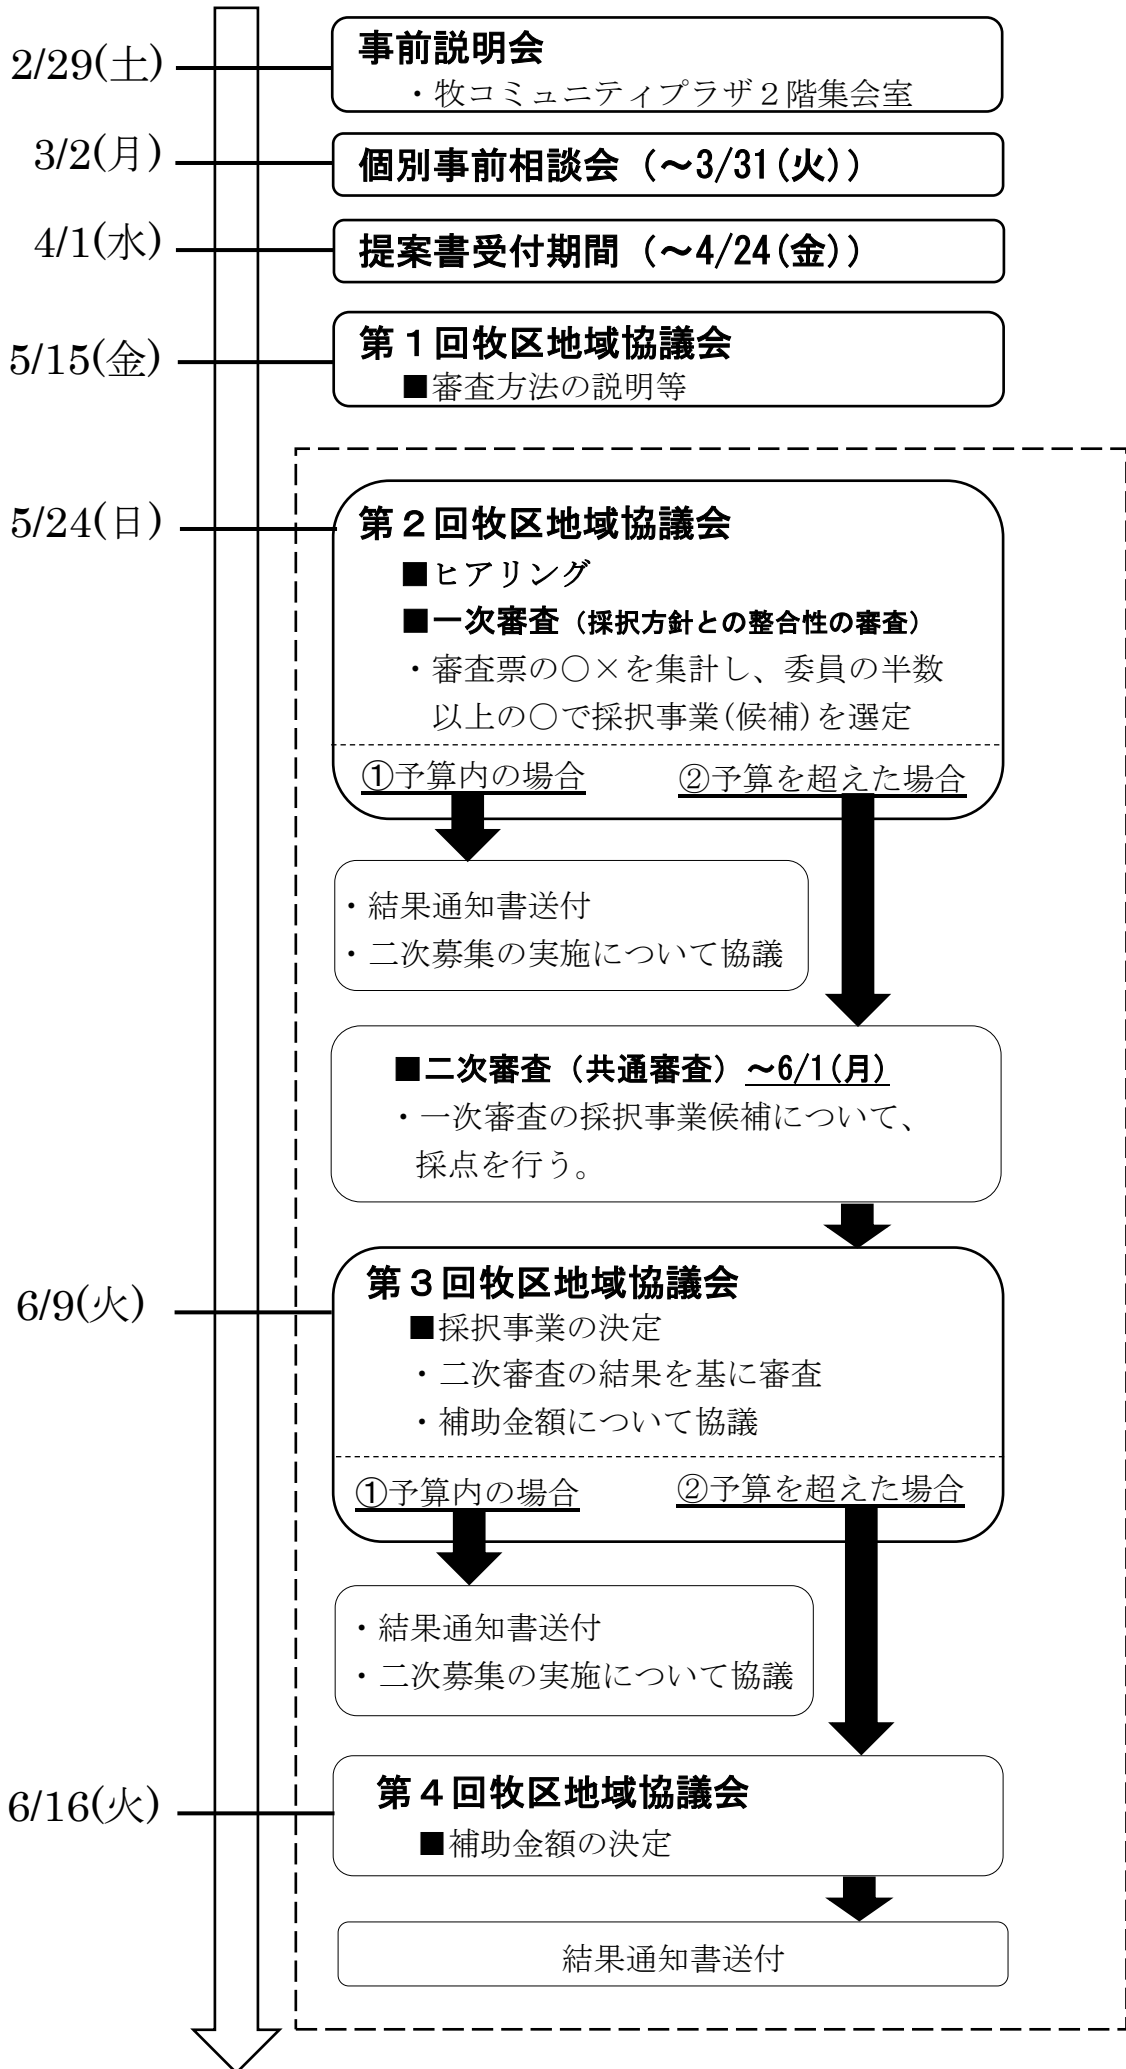 2/29(土)
事前説明会
・牧コミュニティプラザ２階集会室
3/2(月)
個別事前相談会（～3/31(火)）
4/1(水)
提案書受付期間（～4/24(金)）
5/15(金)
第１回牧区地域協議会
■審査方法の説明等
5/24(日)
第２回牧区地域協議会
■ヒアリング
■一次審査（採択方針との整合性の審査）
・審査票の○×を集計し、委員の半数
以上の○で採択事業(候補)を選定
①予算内の場合
②予算を超えた場合
・結果通知書送付
・二次募集の実施について協議
■二次審査（共通審査）～6/1(月)
・一次審査の採択事業候補について、
採点を行う。
6/9(火)
第３回牧区地域協議会
■採択事業の決定
・二次審査の結果を基に審査
・補助金額について協議
①予算内の場合
②予算を超えた場合
・結果通知書送付
・二次募集の実施について協議
6/16(火)
第４回牧区地域協議会
■補助金額の決定
結果通知書送付